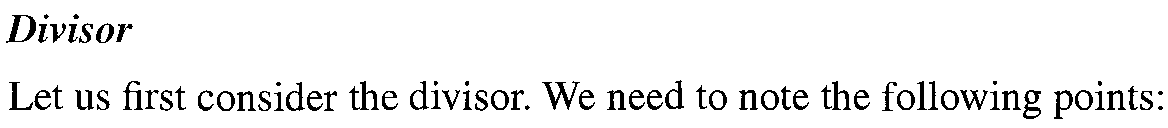 Divisor
Let us first consider the divisor. We need to note the following points: